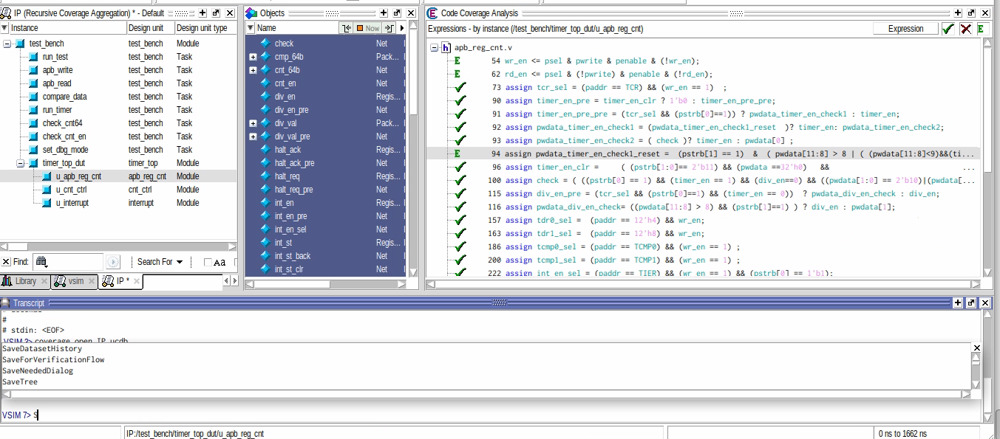 IP (Recursive Coverage Aggregation) * - Default
Instance Design unit Design unit type
test_bench test_bench Module
run_test test_bench Task
apb_write test_bench Task
apb_read test_bench Task
compare_data test_bench Task
run_timer test_bench Task
check_cnt64 test_bench Task
check_cnt_en test_bench Task
set_dbg_mode test_bench Task
timer_top_dut timer_top Module
u_apb_reg_cnt apb_reg_cnt Module
u_cnt_ctrl cnt_ctrl Module
u_interrupt interrupt Module
Find: Search For Aa
Library vsim IP *
Objects
Name Now
check Net
cmp_64b Pack...
cnt_64b Net
cnt_en Net
div_en Regis...
div_en_pre Net
div_val Pack...
div_val_pre Net
halt_ack Regis...
halt_ack_pre Net
halt_req Regis...
halt_req_pre Net
int_en Regis...
int_en_pre Net
int_en_sel Net
int_st Regis...
int_st_back Net
int_st_clr Net
Code Coverage Analysis
Expressions - by instance (/test_bench/timer_top_dut/u_apb_reg_cnt) Expression E
apb_reg_cnt.v
E 54 wr_en <= psel & pwrite & penable & (!wr_en);
E 62 rd_en <= psel & (!pwrite) & penable & (!rd_en);
73 assign tcr_sel = (paddr == TCR) && (wr_en == 1) ;
90 assign timer_en_pre = timer_en_clr ? 1'b0 : timer_en_pre_pre;
91 assign timer_en_pre_pre = (tcr_sel && (pstrb[0]==1)) ? pwdata_timer_en_check1 : timer_en;
92 assign pwdata_timer_en_check1 = (pwdata_timer_en_check1_reset )? timer_en: pwdata_timer_en_check2;
93 assign pwdata_timer_en_check2 = ( check )? timer_en : pwdata[0] ;
E 94 assign pwdata_timer_en_check1_reset = (pstrb[1] == 1) & ( pwdata[11:8] > 8 | ( (pwdata[11:8]<9)&&(ti...
96 assign timer_en_clr = ( (pstrb[1:0]== 2'b11) && (pwdata ==32'h0) && ...
100 assign check = ( ((pstrb[0] == 1) && (timer_en == 1) && (div_en==0) && ((pwdata[1:0] == 2'b10)|(pwdata[...
115 assign div_en_pre = (tcr_sel && (pstrb[0]==1) && (timer_en == 0)) ? pwdata_div_en_check : div_en;
116 assign pwdata_div_en_check= ((pwdata[11:8] > 8) && (pstrb[1]==1) ) ? div_en : pwdata[1];
157 assign tdr0_sel = (paddr == 12'h4) && wr_en;
163 assign tdr1_sel = (paddr == 12'h8) && wr_en;
186 assign tcmp0_sel = (paddr == TCMP0) && (wr_en == 1) ;
200 assign tcmp1_sel = (paddr == TCMP1) && (wr_en == 1) ;
222 assign int_en_sel = (paddr == TIER) && (wr_en == 1) && (pstrb[0] == 1'b1);
Transcript
#
# stdin: <EOF>
VSIM 3> coverage open IP.ucdb
SaveDatasetHistory
SaveForVerificationFlow
SaveNeededDialog
SaveTree
VSIM 7> S
IP:/test_bench/timer_top_dut/u_apb_reg_cnt 0 ns to 1662 ns